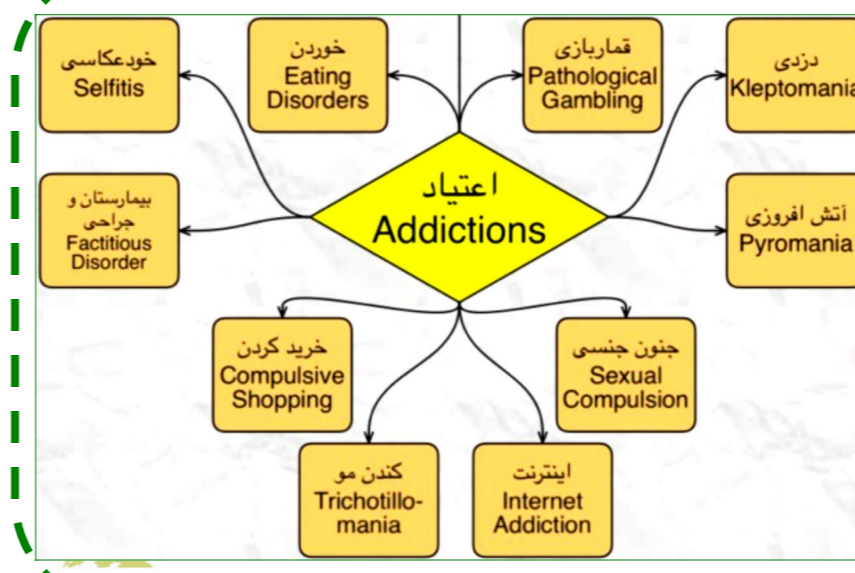 خودعکاسی
Selfitis
خوردن
Eating
Disorders
قماربازی
Pathological
Gambling
دزدی
Kleptomania
بیمارستان و
جراحی
Factitious
Disorder
اعتیاد
Addictions
آتش افروزی
Pyromania
خرید کردن
Compulsive
Shopping
جنون جنسی
Sexual
Compulsion
کندن مو
Trichotillo-
mania
اینترنت
Internet
Addiction